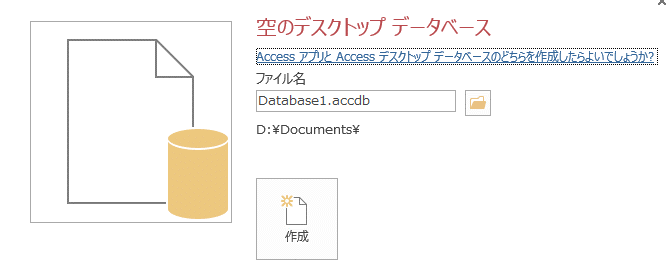 空のデスクトップ データベース
Access アプリと Access デスクトップ データベースのどちらを作成したらよいでしょうか?
ファイル名
Database1.accdb
D:¥Documents¥
作成